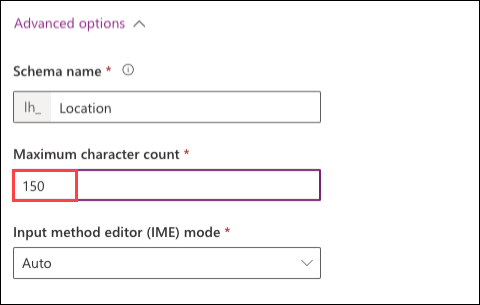 Advanced options
Schema name *
lh_ Location
Maximum character count *
150
Input method editor (IME) mode *
Auto